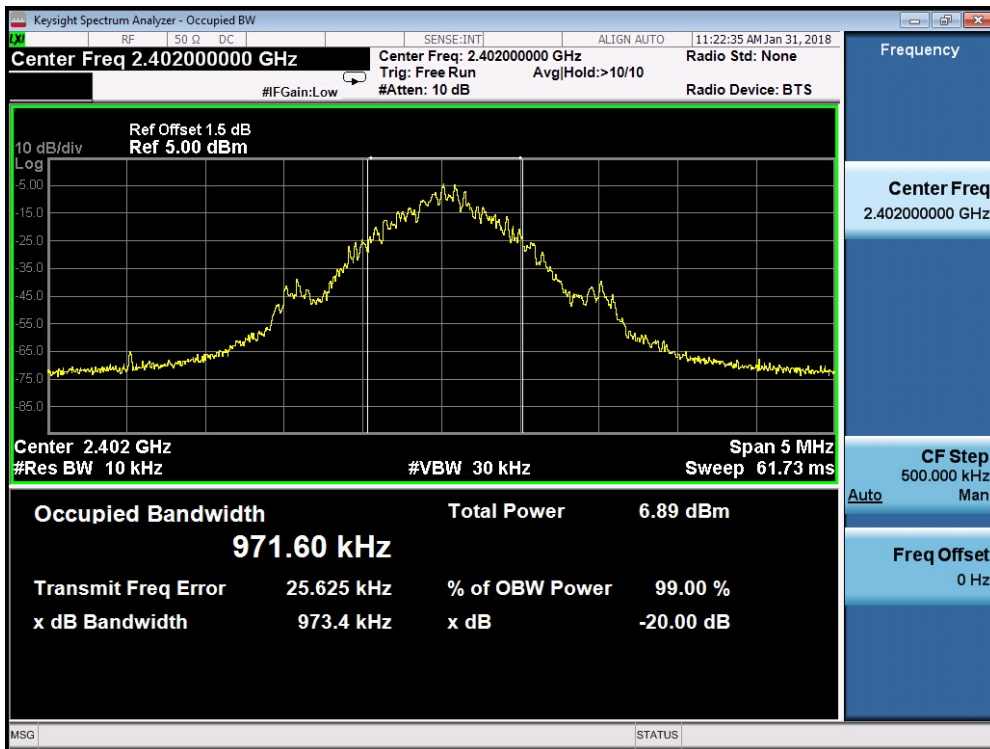 Keysight Spectrum Analyzer - Occupied BW
LXI RF 50 Ω DC SENSE:INT ALIGN AUTO 11:22:35 AM Jan 31, 2018
Center Freq 2.402000000 GHz
Center Freq: 2.402000000 GHz
Radio Std: None
Trig: Free Run Avg|Hold:>10/10
#IFGain:Low
#Atten: 10 dB
Radio Device: BTS
Frequency
Ref Offset 1.5 dB
10 dB/div Ref 5.00 dBm
Log
-5.00
-15.0
-25.0
-35.0
-45.0
-55.0
-65.0
-75.0
-85.0
Center 2.402 GHz Span 5 MHz
#Res BW 10 kHz #VBW 30 kHz Sweep 61.73 ms
Center Freq
2.402000000 GHz
CF Step
500.000 kHz
Auto Man
Freq Offset
0 Hz
Occupied Bandwidth Total Power 6.89 dBm
971.60 kHz
Transmit Freq Error 25.625 kHz % of OBW Power 99.00 %
x dB Bandwidth 973.4 kHz x dB -20.00 dB
MSG STATUS